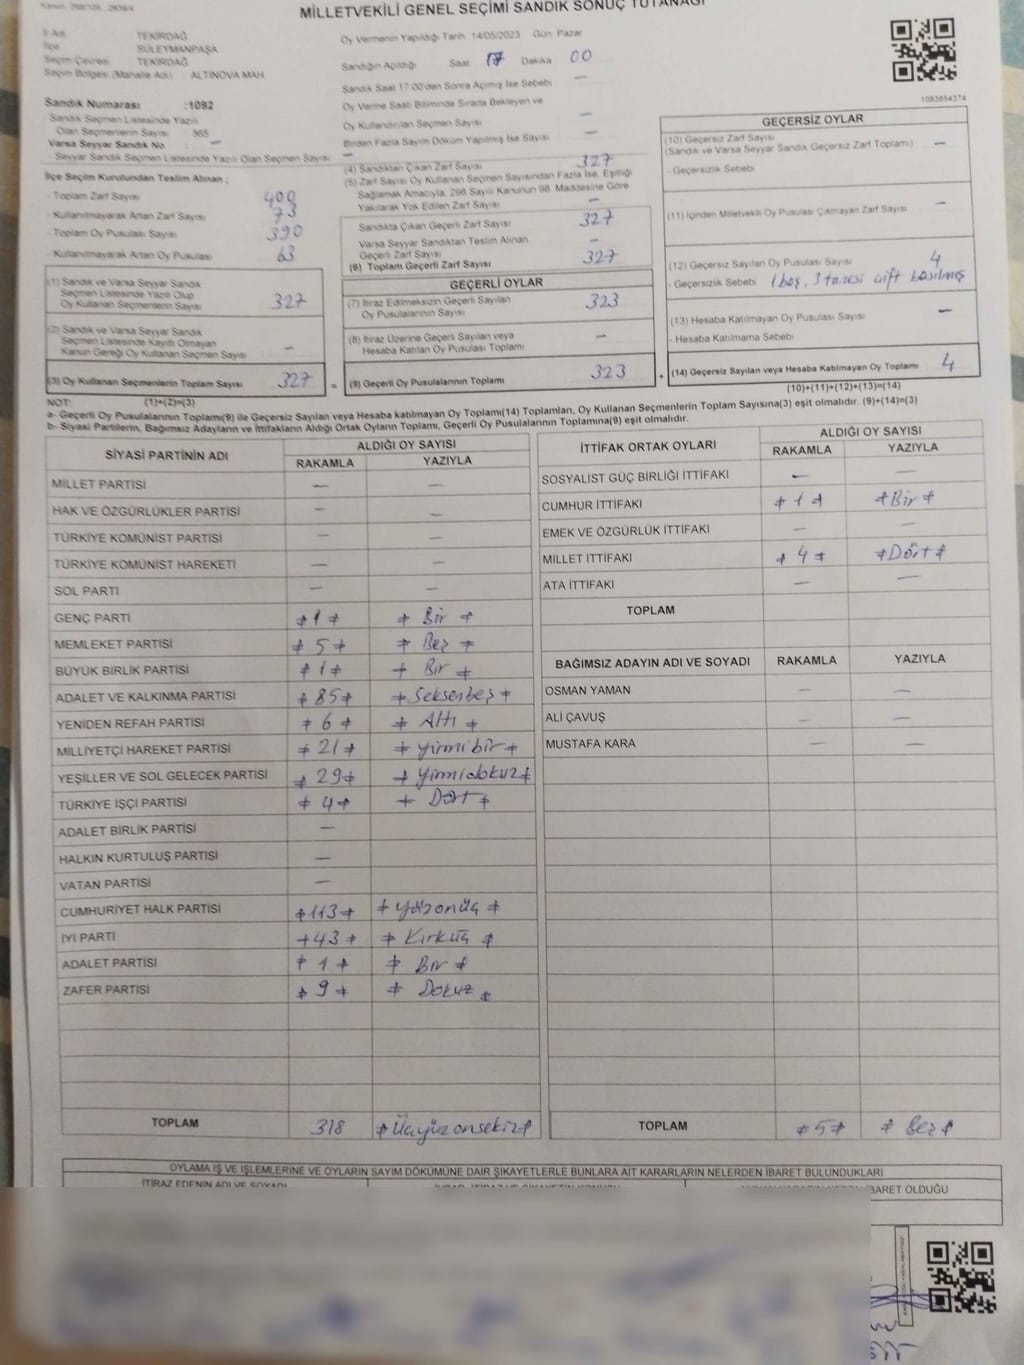 MİLLETVEKİLİ GENEL SEÇİMİ SANDIK SONUÇ TUTANAĞI
TEKİRDAĞ
İlçe SÜLEYMANPAŞA
Seçim Çevresi TEKİRDAĞ
Seçim Bölgesi (Mahalle Adı) : ALTINOVA MAH
Sandık Numarası :1092
- Sandık Seçmen Listesinde Yazılı
Olan Seçmenlerin Sayısı 365
Varsa Seyyar Sandık No : —
- Seyyar Sandık Seçmen Listesinde Yazılı Olan Seçmen Sayısı : —
İlçe Seçim Kurulundan Teslim Alınan ;
- Toplam Zarf Sayısı 400
- Kullanılmayarak Artan Zarf Sayısı 73
- Toplam Oy Pusulası Sayısı 390
- Kullanılmayarak Artan Oy Pusulası 63
(1) Sandık ve Varsa Seyyar Sandık
Seçmen Listesinde Yazılı Olup
Oy Kullanan Seçmenlerin Sayısı 327
(2) Sandık ve Varsa Seyyar Sandık
Seçmen Listesinde Kayıtlı Olmayan
Kanun Gereği Oy Kullanan Seçmen Sayısı —
(3) Oy Kullanan Seçmenlerin Toplam Sayısı 327 =
Oy Vermenin Yapıldığı Tarih 14/05/2023 Gün Pazar
Sandığın Açıldığı Saat 17 Dakika 00
Sandık Saat 17:00'den Sonra Açılmış İse Sebebi —
Oy Verme Saati Bitiminde Sırada Bekleyen ve
Oy Kullandırılan Seçmen Sayısı —
Birden Fazla Sayım Döküm Yapılmış İse Sayısı —
(4) Sandıktan Çıkan Zarf Sayısı 327
(5) Zarf Sayısı Oy Kullanan Seçmen Sayısından Fazla İse, Eşitliği
Sağlamak Amacıyla, 298 Sayılı Kanunun 98. Maddesine Göre
Yakılarak Yok Edilen Zarf Sayısı —
Sandıkta Çıkan Geçerli Zarf Sayısı 327
Varsa Seyyar Sandıktan Teslim Alınan
Geçerli Zarf Sayısı —
(6) Toplam Geçerli Zarf Sayısı 327
GEÇERLİ OYLAR
(7) İtiraz Edilmeksizin Geçerli Sayılan
Oy Pusulalarının Sayısı 323
(8) İtiraz Üzerine Geçerli Sayılan veya
Hesaba Katılan Oy Pusulası Toplamı —
(9) Geçerli Oy Pusulalarının Toplamı 323 +
1083854374
GEÇERSİZ OYLAR
(10) Geçersiz Zarf Sayısı
(Sandık ve Varsa Seyyar Sandık Geçersiz Zarf Toplamı) —
- Geçersizlik Sebebi
(11) İçinden Milletvekili Oy Pusulası Çıkmayan Zarf Sayısı —
(12) Geçersiz Sayılan Oy Pusulası Sayısı 4
- Geçersizlik Sebebi 1 boş, 3 tanesi çift basılmış
(13) Hesaba Katılmayan Oy Pusulası Sayısı —
- Hesaba Katılmama Sebebi
(14) Geçersiz Sayılan veya Hesaba Katılmayan Oy Toplamı 4
(10)+(11)+(12)+(13)=(14)
NOT: (1)+(2)=(3)
a- Geçerli Oy Pusulalarının Toplamı(9) ile Geçersiz Sayılan veya Hesaba katılmayan Oy Toplamı(14) Toplamları, Oy Kullanan Seçmenlerin Toplam Sayısına(3) eşit olmalıdır. (9)+(14)=(3)
b- Siyasi Partilerin, Bağımsız Adayların ve İttifakların Aldığı Ortak Oyların Toplamı, Geçerli Oy Pusulalarının Toplamına(9) eşit olmalıdır.
SİYASİ PARTİNİN ADI ALDIĞI OY SAYISI
RAKAMLA YAZIYLA
MİLLET PARTİSİ — —
HAK VE ÖZGÜRLÜKLER PARTİSİ — —
TÜRKİYE KOMÜNİST PARTİSİ — —
TÜRKİYE KOMÜNİST HAREKETİ — —
SOL PARTİ — —
GENÇ PARTİ +1+ + Bir +
MEMLEKET PARTİSİ + 5+ + Beş +
BÜYÜK BİRLİK PARTİSİ +1+ + Bir +
ADALET VE KALKINMA PARTİSİ +85+ +Seksenbeş+
YENİDEN REFAH PARTİSİ +6+ + Altı +
MİLLİYETÇİ HAREKET PARTİSİ +21+ + yirmibir+
YEŞİLLER VE SOL GELECEK PARTİSİ +29+ + yirmidokuz+
TÜRKİYE İŞÇİ PARTİSİ +4+ + Dört +
ADALET BİRLİK PARTİSİ —
HALKIN KURTULUŞ PARTİSİ —
VATAN PARTİSİ —
CUMHURİYET HALK PARTİSİ +113+ + yüzonüç +
İYİ PARTİ +43+ + Kırküç +
ADALET PARTİSİ + 1 + + Bir +
ZAFER PARTİSİ + 9 + + Dokuz +
TOPLAM 318 +Üçyüzonsekiz+
İTTİFAK ORTAK OYLARI ALDIĞI OY SAYISI
RAKAMLA YAZIYLA
SOSYALİST GÜÇ BİRLİĞİ İTTİFAKI — —
CUMHUR İTTİFAKI +1+ +Bir+
EMEK VE ÖZGÜRLÜK İTTİFAKI — —
MİLLET İTTİFAKI + 4+ +Dört+
ATA İTTİFAKI — —
TOPLAM
BAĞIMSIZ ADAYIN ADI VE SOYADI RAKAMLA YAZIYLA
OSMAN YAMAN — —
ALİ ÇAVUŞ — —
MUSTAFA KARA — —
TOPLAM +5+ + Beş+
OYLAMA İŞ VE İŞLEMLERİNE VE OYLARIN SAYIM DÖKÜMÜNE DAİR ŞİKAYETLERLE BUNLARA AİT KARARLARIN NELERDEN İBARET BULUNDUKLARI
İTİRAZ EDENİN ADI VE SOYADI
İBARET OLDUĞU